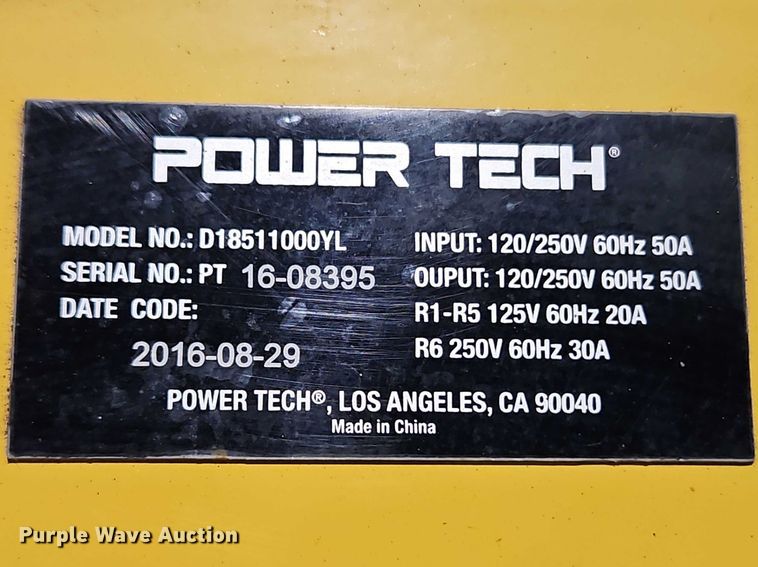 POWER TECH®
MODEL NO.: D18511000YL
SERIAL NO.: PT 16-08395
DATE CODE:
2016-08-29
INPUT: 120/250V 60Hz 50A
OUPUT: 120/250V 60Hz 50A
R1-R5 125V 60Hz 20A
R6 250V 60Hz 30A
POWER TECH®, LOS ANGELES, CA 90040
Made in China
Purple Wave Auction